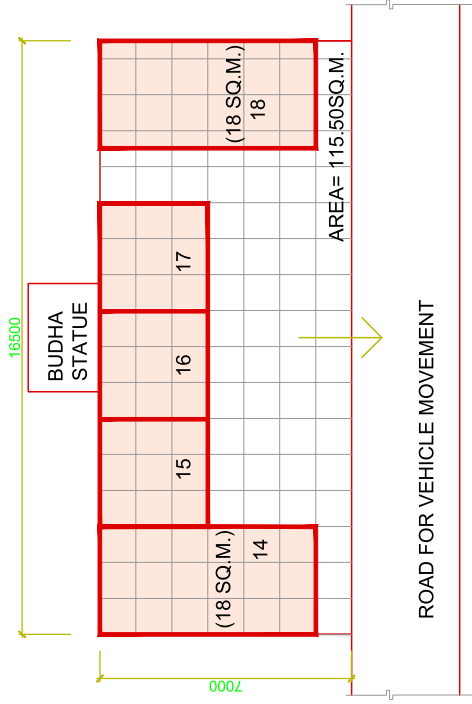 16500
BUDHA
STATUE
14
(18 SQ.M.)
15
16
17
(18 SQ.M.)
18
AREA= 115.50SQ.M.
7000
ROAD FOR VEHICLE MOVEMENT